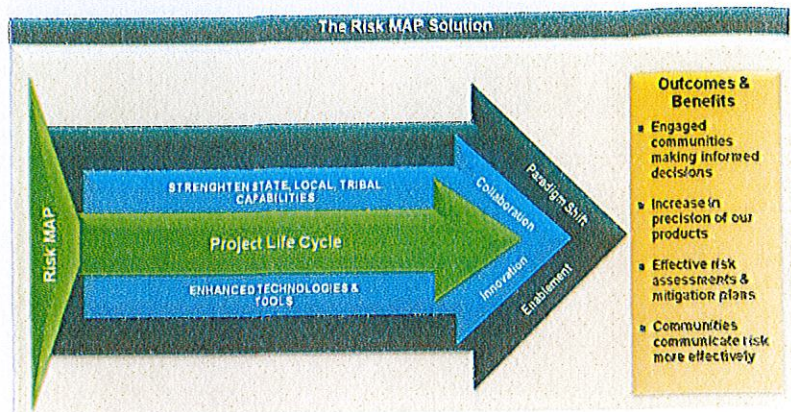 The Risk MAP Solution
Risk MAP
STRENGHTEN STATE, LOCAL, TRIBAL
CAPABILITIES
Project Life Cycle
ENHANCED TECHNOLOGIES &
TOOLS
Collaboration
Innovation
Paradigm Shift
Enablement
Outcomes &
Benefits
■ Engaged
communities
making informed
decisions
■ Increase in
precision of our
products
■ Effective risk
assessments &
mitigation plans
■ Communities
communicate risk
more effectively